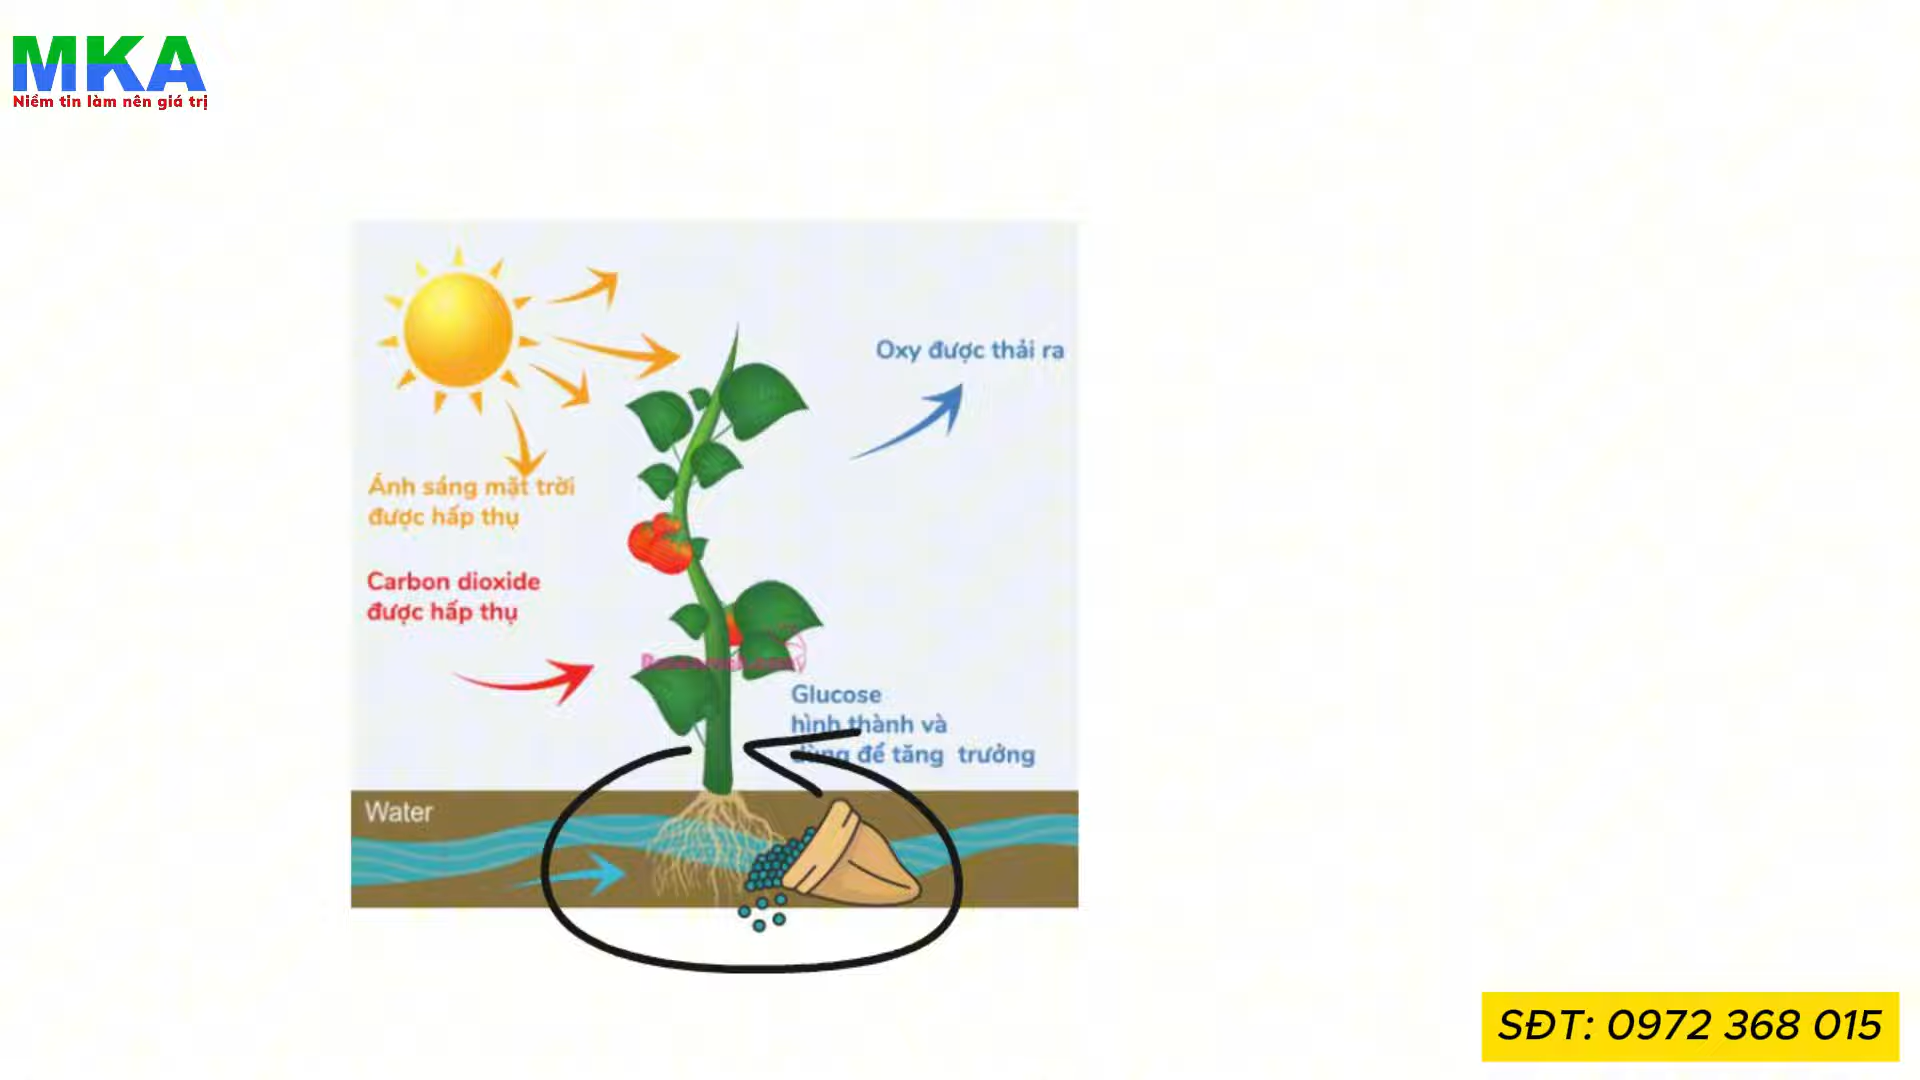 MKA
Niềm tin làm nên giá trị
Oxy được thải ra
Ánh sáng mặt trời
được hấp thụ
Carbon dioxide
được hấp thụ
Glucose
hình thành và
dùng để tăng trưởng
Water
SĐT: 0972 368 015